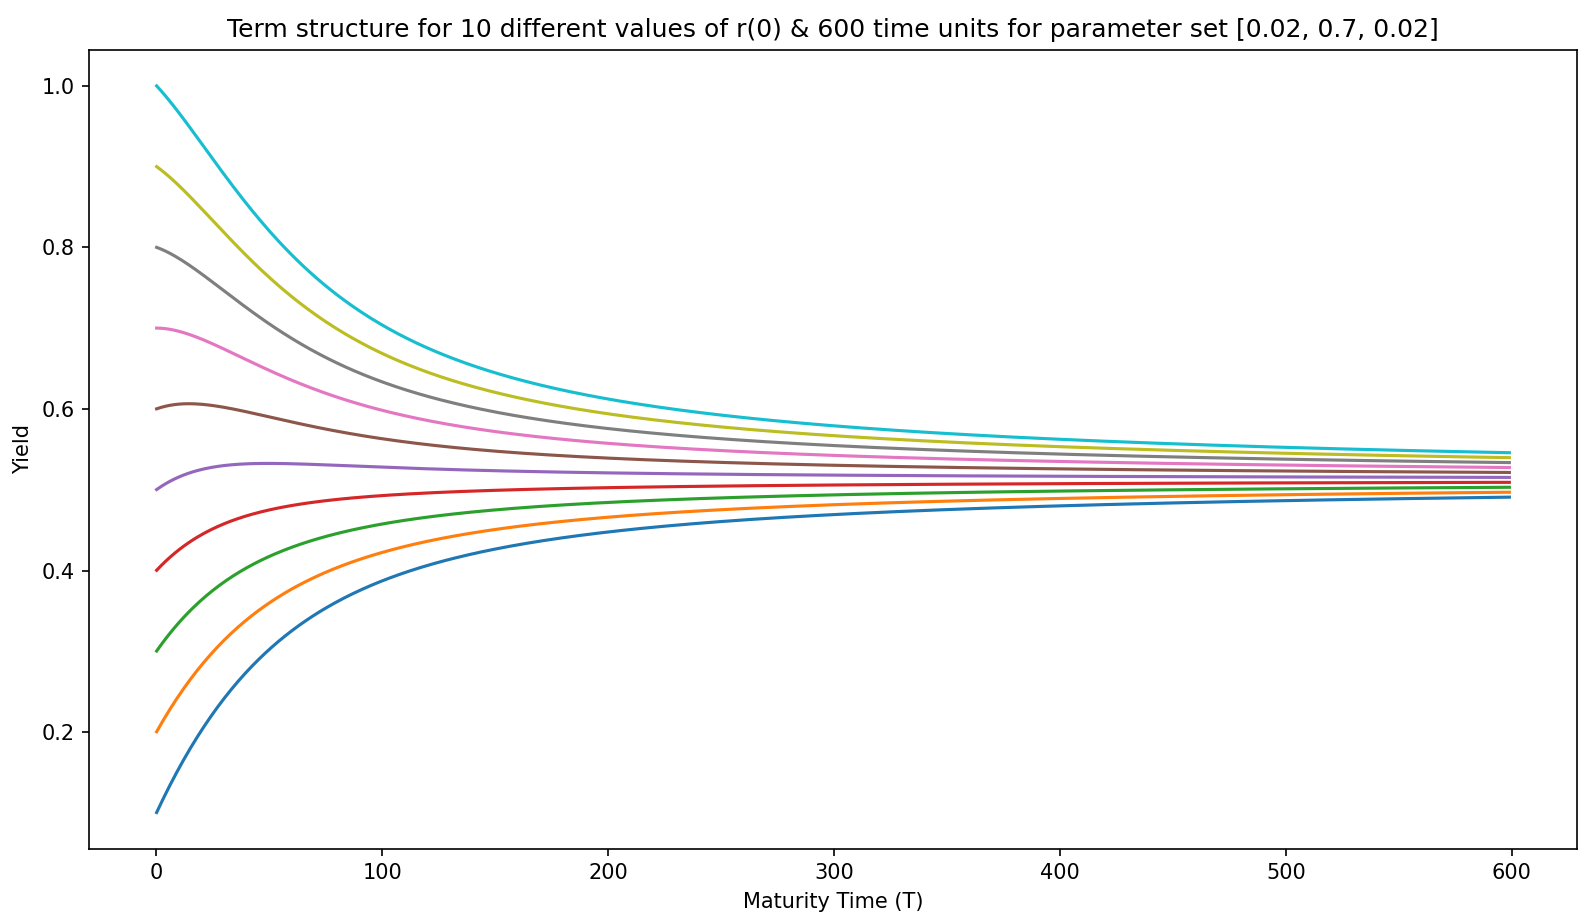 Term structure for 10 different values of r(0) & 600 time units for parameter set [0.02, 0.7, 0.02]
1.0
0.8
0.6
0.4
0.2
Yield
0 100 200 300 400 500 600
Maturity Time (T)